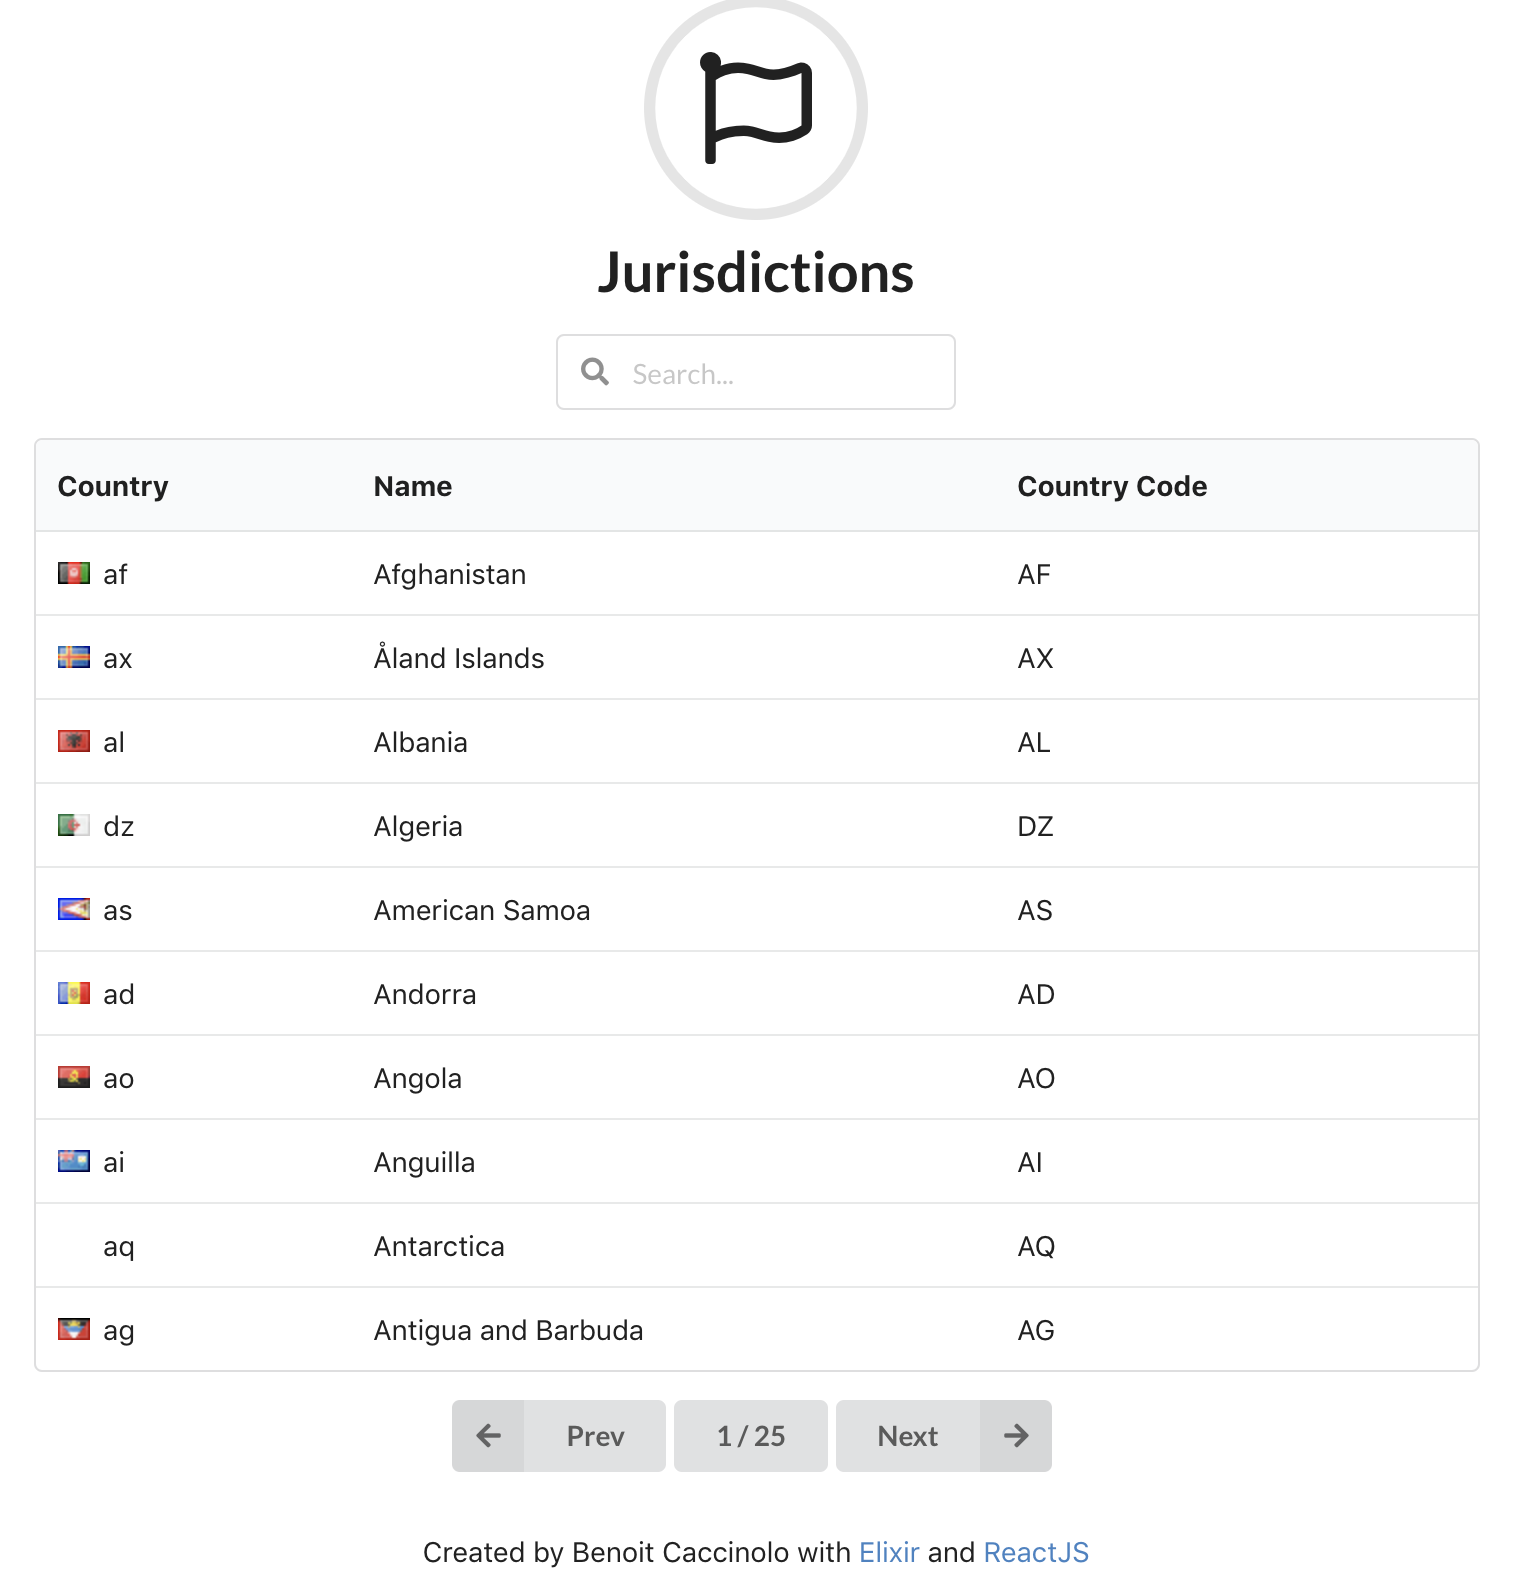 Jurisdictions
Search...
Country Name Country Code
af Afghanistan AF
ax Åland Islands AX
al Albania AL
dz Algeria DZ
as American Samoa AS
ad Andorra AD
ao Angola AO
ai Anguilla AI
aq Antarctica AQ
ag Antigua and Barbuda AG
Prev 1 / 25 Next
Created by Benoit Caccinolo with Elixir and ReactJS